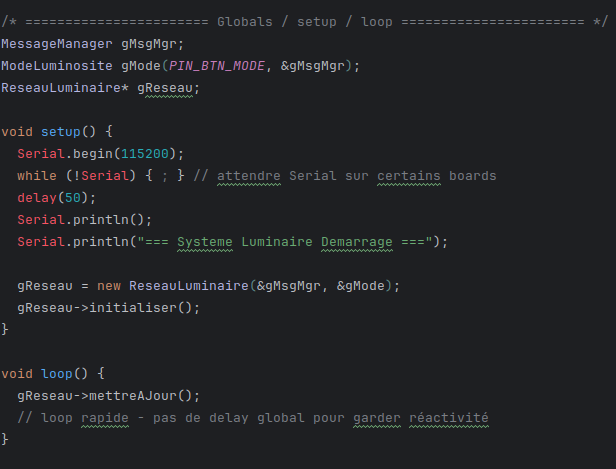 /* ======================= Globals / setup / loop ======================= */
MessageManager gMsgMgr;
ModeLuminosite gMode(PIN_BTN_MODE, &gMsgMgr);
ReseauLuminaire* gReseau;

void setup() {
  Serial.begin(115200);
  while (!Serial) { ; } // attendre Serial sur certains boards
  delay(50);
  Serial.println();
  Serial.println("=== Systeme Luminaire Demarrage ===");

  gReseau = new ReseauLuminaire(&gMsgMgr, &gMode);
  gReseau->initialiser();
}

void loop() {
  gReseau->mettreAJour();
  // loop rapide - pas de delay global pour garder réactivité
}